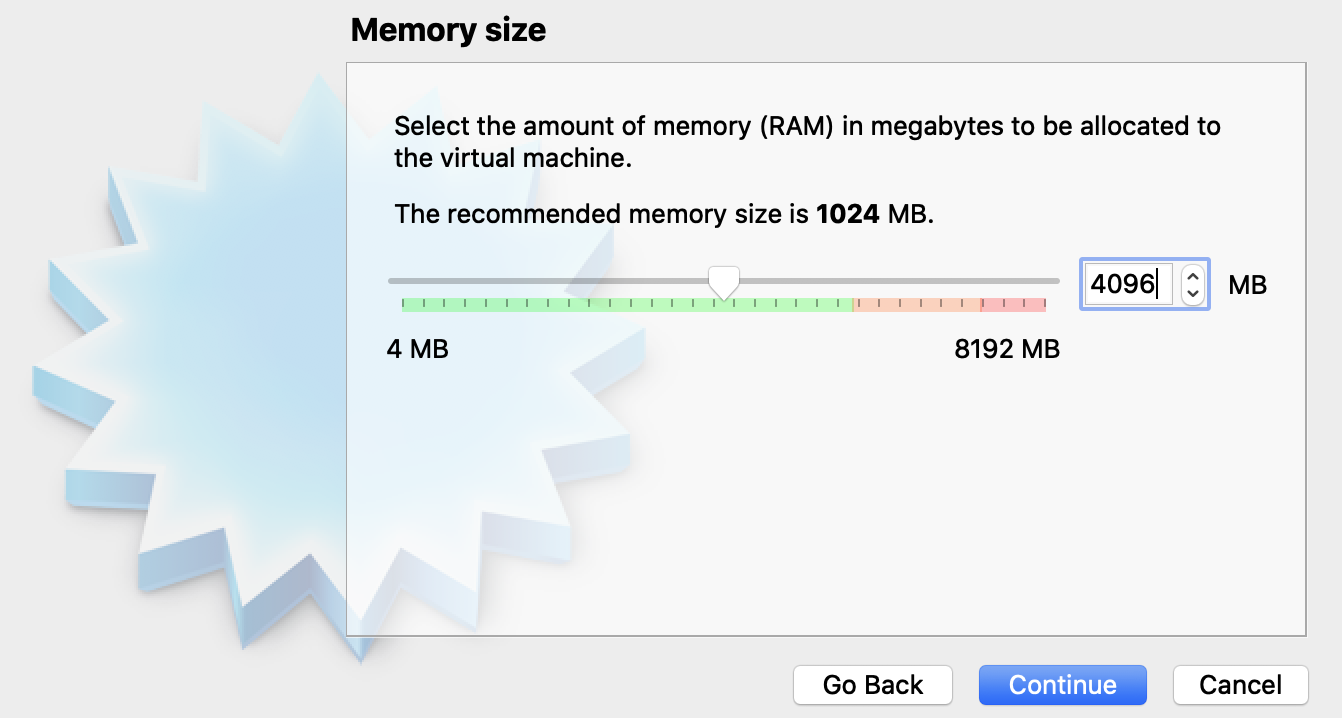 Memory size
Select the amount of memory (RAM) in megabytes to be allocated to
the virtual machine.
The recommended memory size is 1024 MB.
4096 MB
4 MB 8192 MB
Go Back Continue Cancel